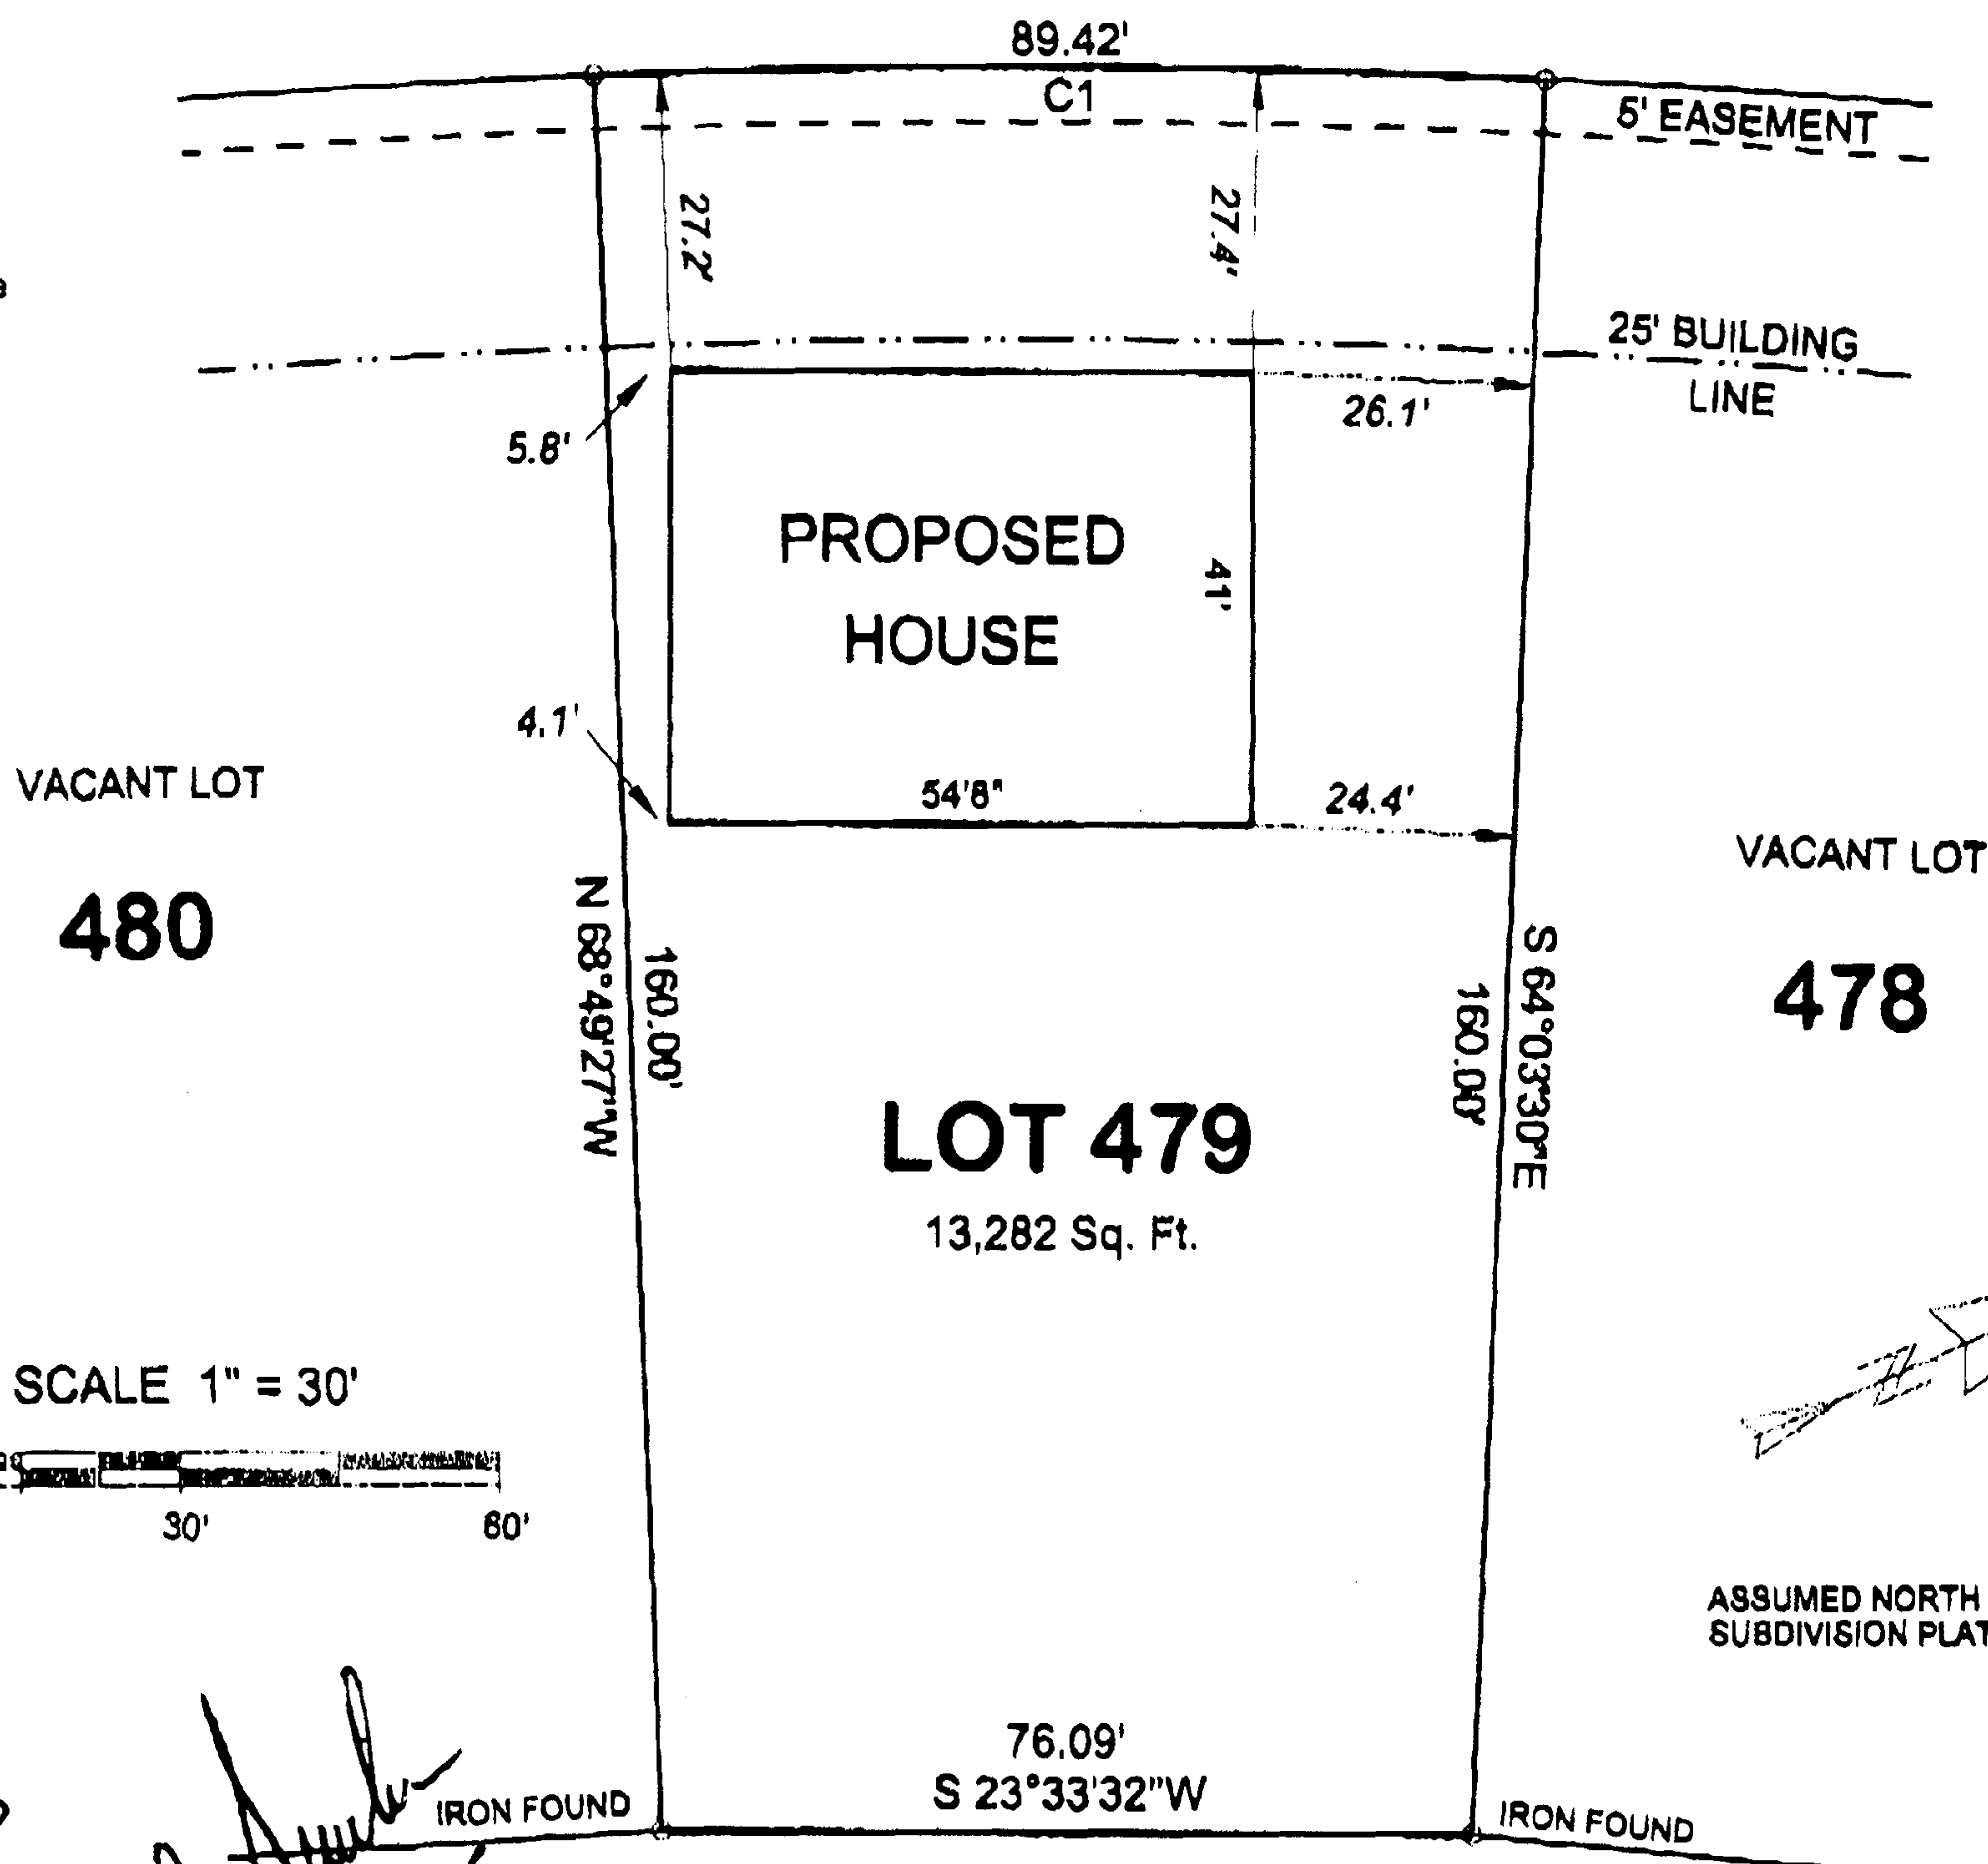 89.42'
C1
5' EASEMENT
27.2'
27.4'
25' BUILDING
LINE
26.1'
5.8'
PROPOSED
HOUSE
41'
4.1'
54'8"
24.4'
VACANT LOT
480
VACANT LOT
478
N 68°49'27"W
160.00'
160.00'
S 64°03'30"E
LOT 479
13,282 Sq. Ft.
SCALE 1" = 30'
30'
60'
N
ASSUMED NORTH
SUBDIVISION PLAT
76.09'
S 23°33'32"W
IRON FOUND
IRON FOUND